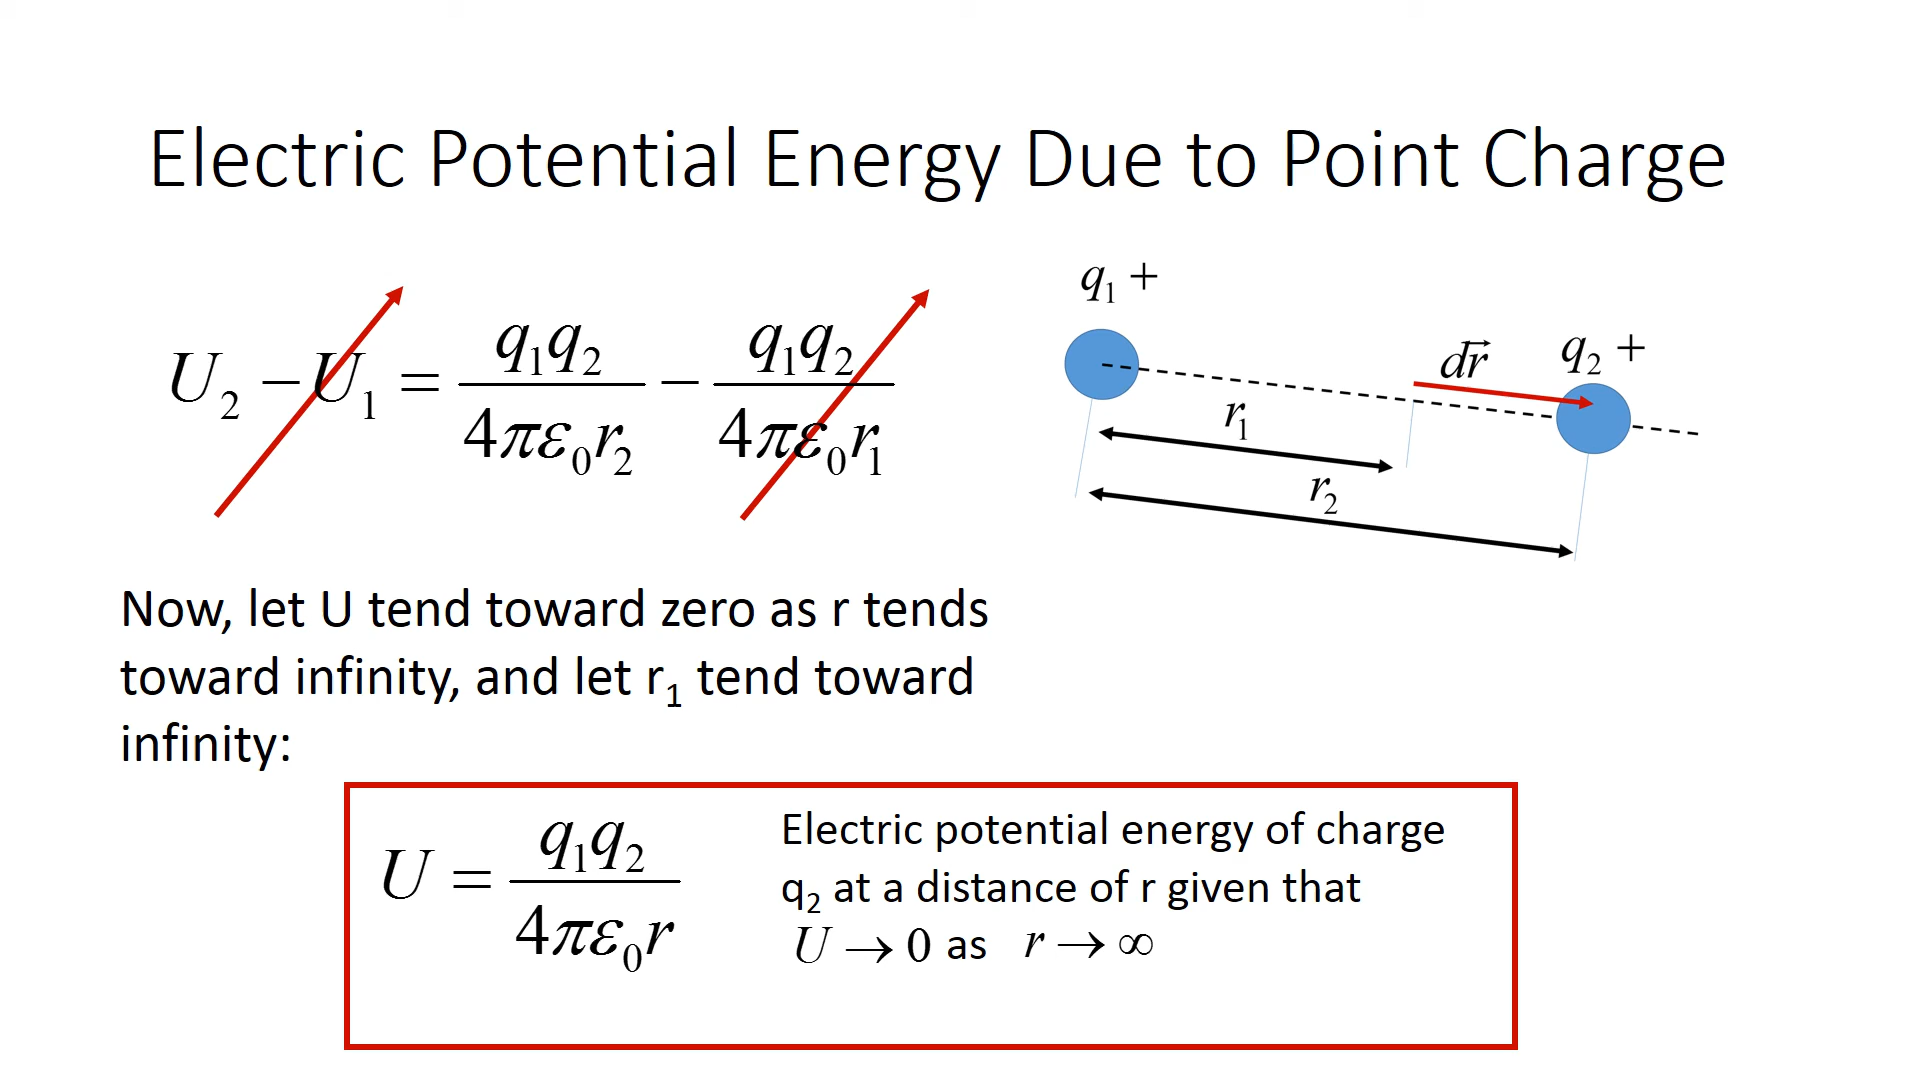 Electric Potential Energy Due to Point Charge
U₂ − U₁ = q₁q₂ / 4πε₀r₂ − q₁q₂ / 4πε₀r₁
q₁ +
dr⃗
q₂ +
r₁
r₂
Now, let U tend toward zero as r tends
toward infinity, and let r₁ tend toward
infinity:
U = q₁q₂ / 4πε₀r
Electric potential energy of charge
q₂ at a distance of r given that
U → 0 as r → ∞